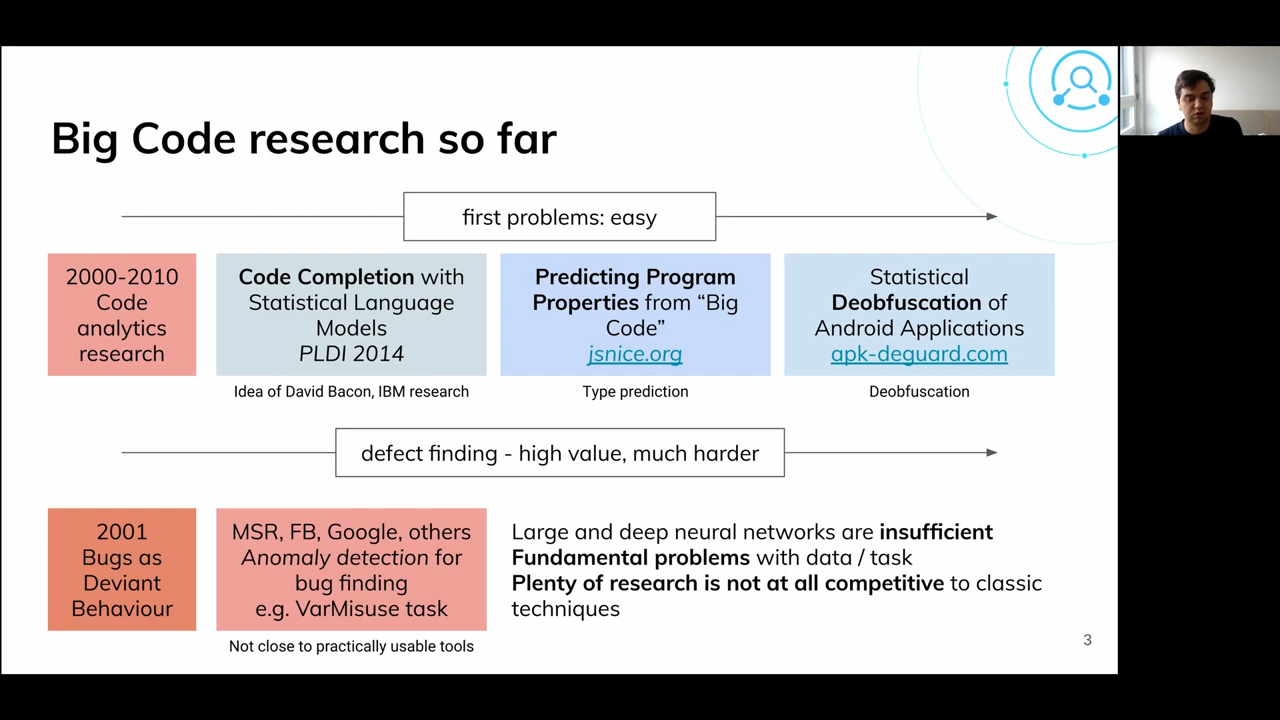 Big Code research so far
first problems: easy
2000-2010
Code
analytics
research
Code Completion with
Statistical Language
Models
PLDI 2014
Idea of David Bacon, IBM research
Predicting Program
Properties from “Big
Code”
jsnice.org
Type prediction
Statistical
Deobfuscation of
Android Applications
apk-deguard.com
Deobfuscation
defect finding - high value, much harder
2001
Bugs as
Deviant
Behaviour
MSR, FB, Google, others
Anomaly detection for
bug finding
e.g. VarMisuse task
Not close to practically usable tools
Large and deep neural networks are insufficient
Fundamental problems with data / task
Plenty of research is not at all competitive to classic
techniques
3